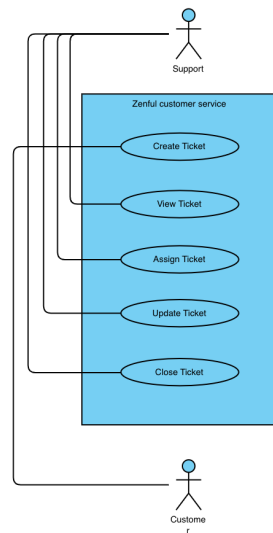 Support
Zenful customer service
Create Ticket
View Ticket
Assign Ticket
Update Ticket
Close Ticket
Custome
r